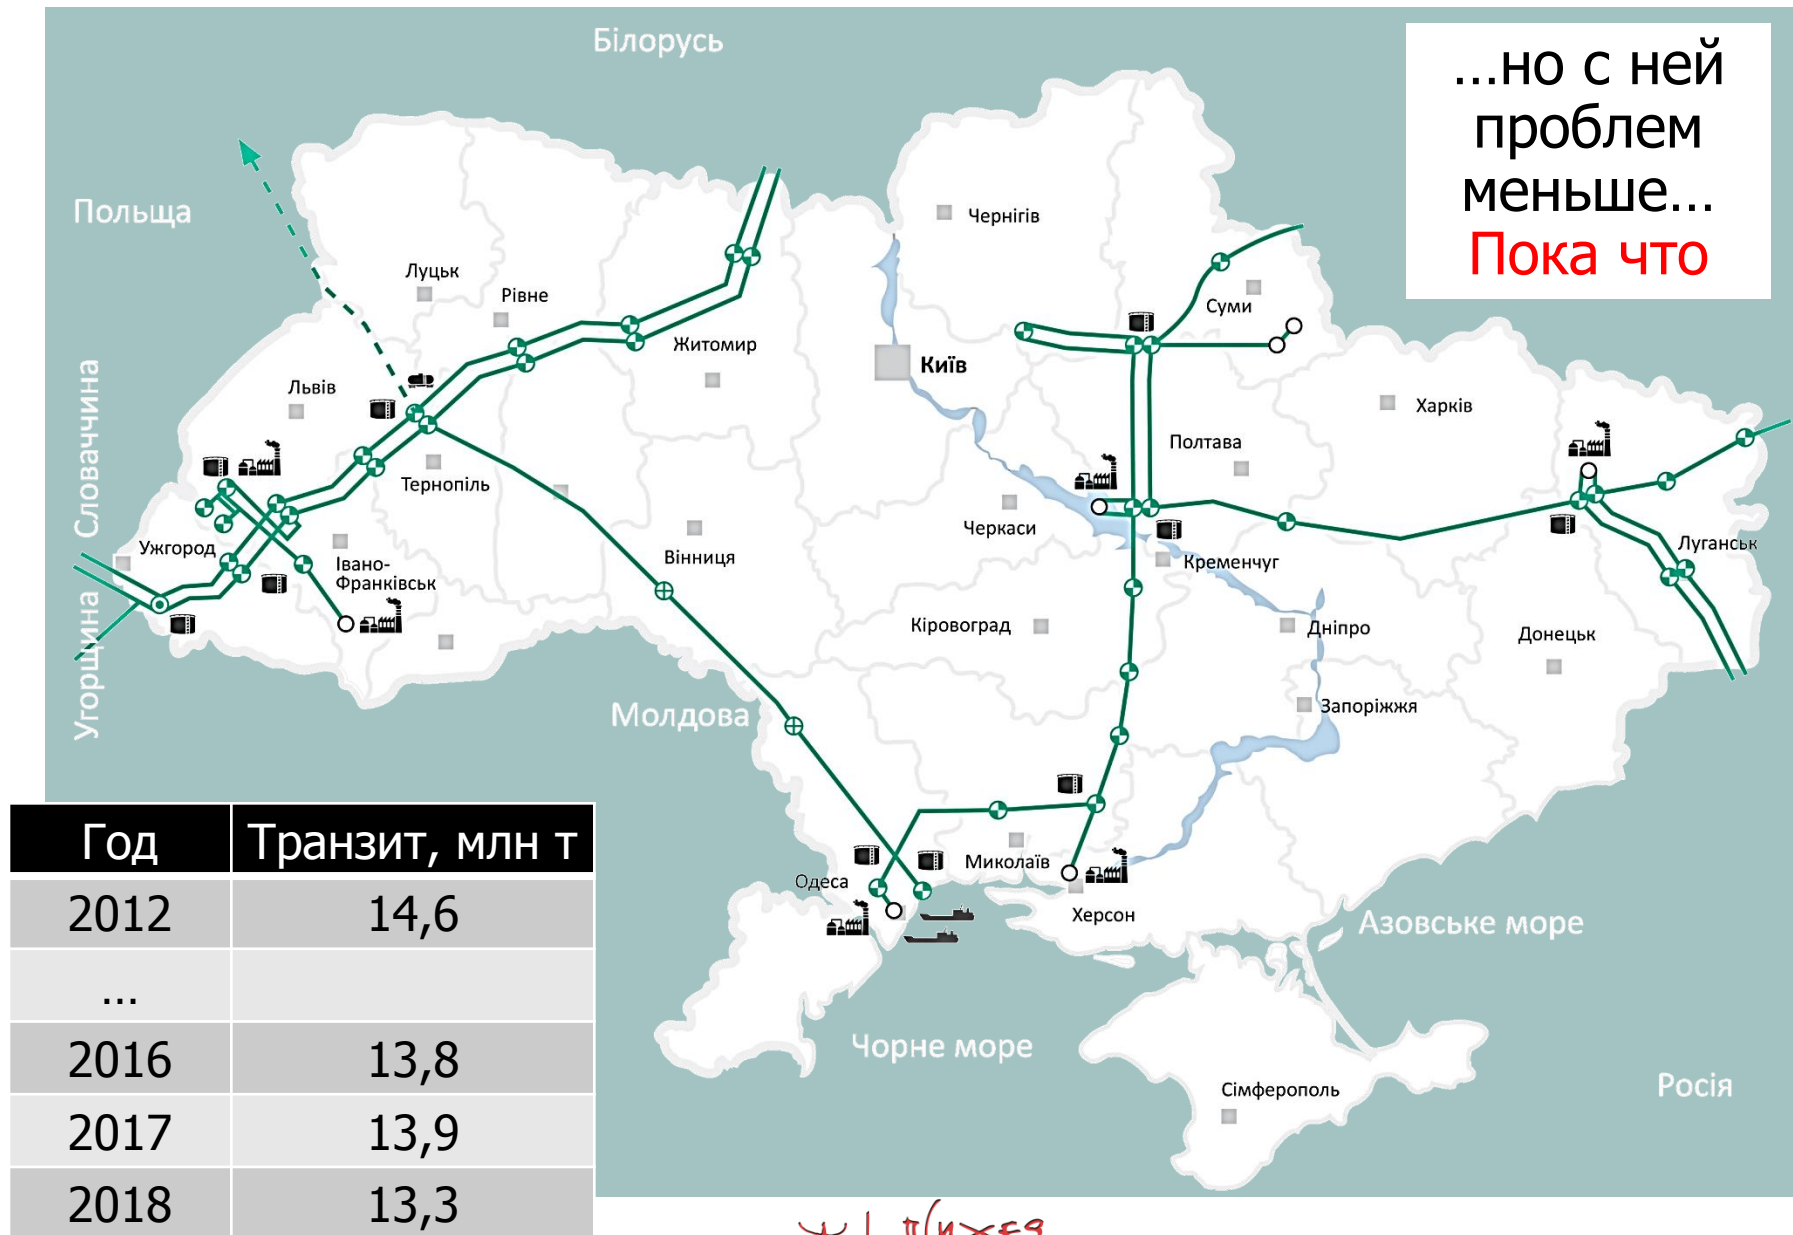 Білорусь
…но с ней
проблем
меньше…
Пока что
Польща
Чернігів
Луцьк
Рівне
Суми
Житомир
Київ
Львів
Харків
Словаччина
Полтава
Тернопіль
Черкаси
Ужгород
Івано-
Франківськ
Вінниця
Кременчуг
Луганськ
Угорщина
Кіровоград
Дніпро
Донецьк
Молдова
Запоріжжя
Миколаїв
Одеса
Херсон
Азовське море
Чорне море
Сімферополь
Росія
Год Транзит, млн т
2012 14,6
…
2016 13,8
2017 13,9
2018 13,3